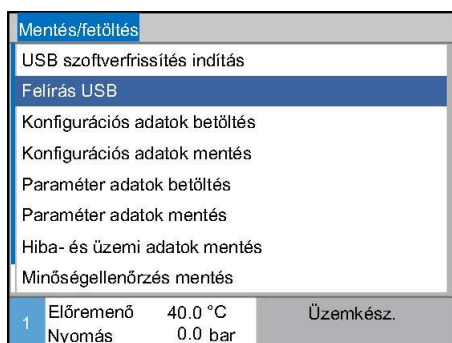 Mentés/fetöltés
USB szoftverfrissítés indítás
Felírás USB
Konfigurációs adatok betöltés
Konfigurációs adatok mentés
Paraméter adatok betöltés
Paraméter adatok mentés
Hiba- és üzemi adatok mentés
Minőségellenőrzés mentés
1 Előremenő 40.0 °C Üzemkész.
Nyomás 0.0 bar